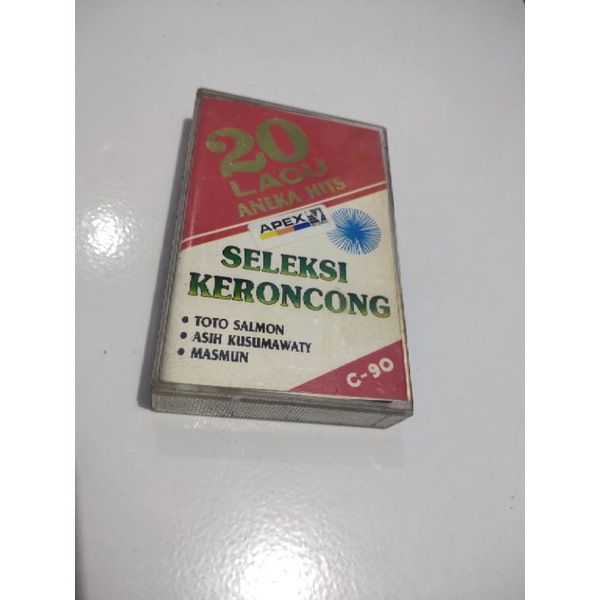 20
LAGU
ANEKA HITS
APEX
SELEKSI
KERONCONG
• TOTO SALMON
• ASIH KUSUMAWATY
• MASMUN
C-90